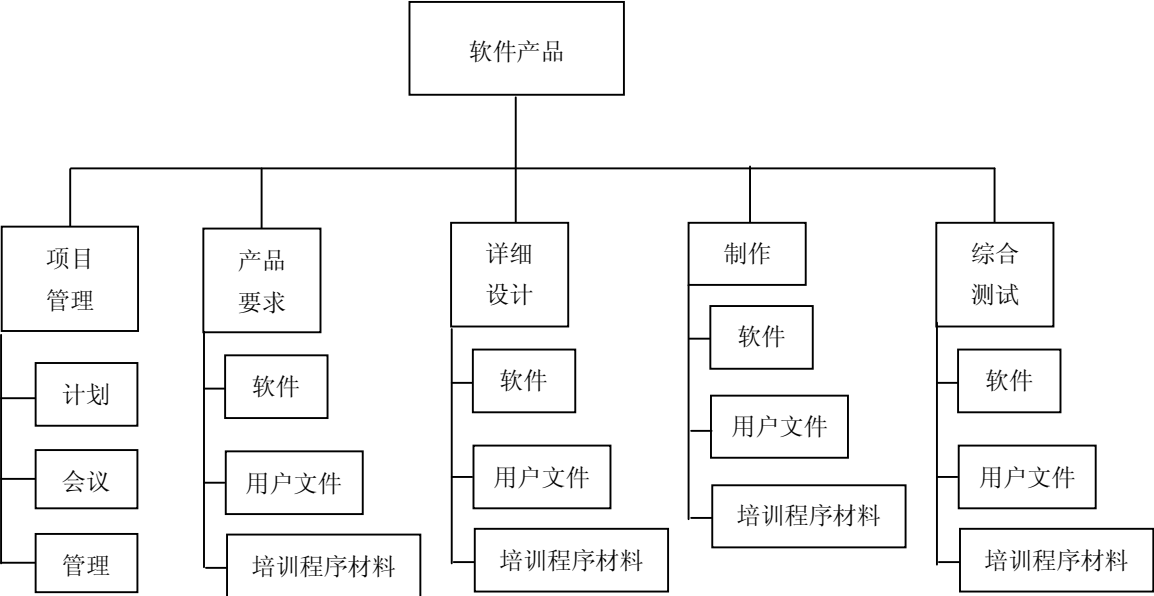 软件产品
项目
管理
计划
会议
管理
产品
要求
软件
用户文件
培训程序材料
详细
设计
软件
用户文件
培训程序材料
制作
软件
用户文件
培训程序材料
综合
测试
软件
用户文件
培训程序材料